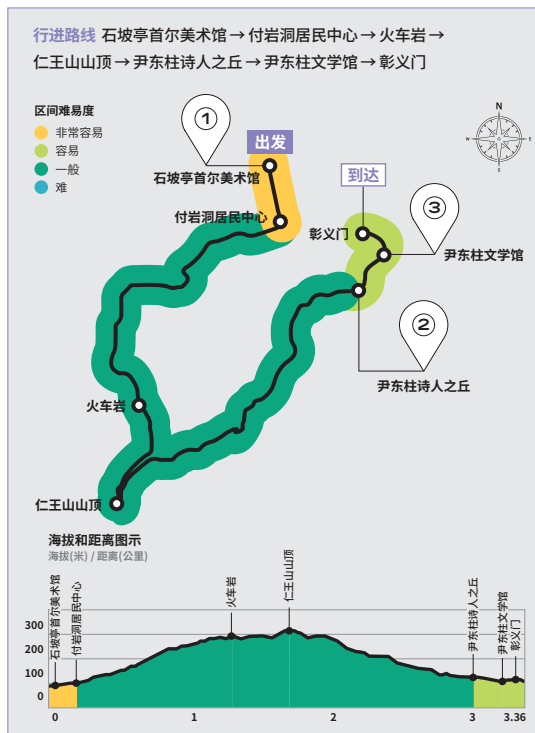 行进路线 石坡亭首尔美术馆→付岩洞居民中心→火车岩→
仁王山山顶→尹东柱诗人之丘→尹东柱文学馆→彰义门
区间难易度
非常容易
容易
一般
难
N
W
E
S
①
出发
石坡亭首尔美术馆
付岩洞居民中心
到达
彰义门
③
尹东柱文学馆
②
尹东柱诗人之丘
火车岩
仁王山山顶
海拔和距离图示
海拔(米) / 距离(公里)
石坡亭首尔美术馆
付岩洞居民中心
火车岩
仁王山山顶
尹东柱诗人之丘
尹东柱文学馆
彰义门
300
200
100
0
0
1
2
3
3.36